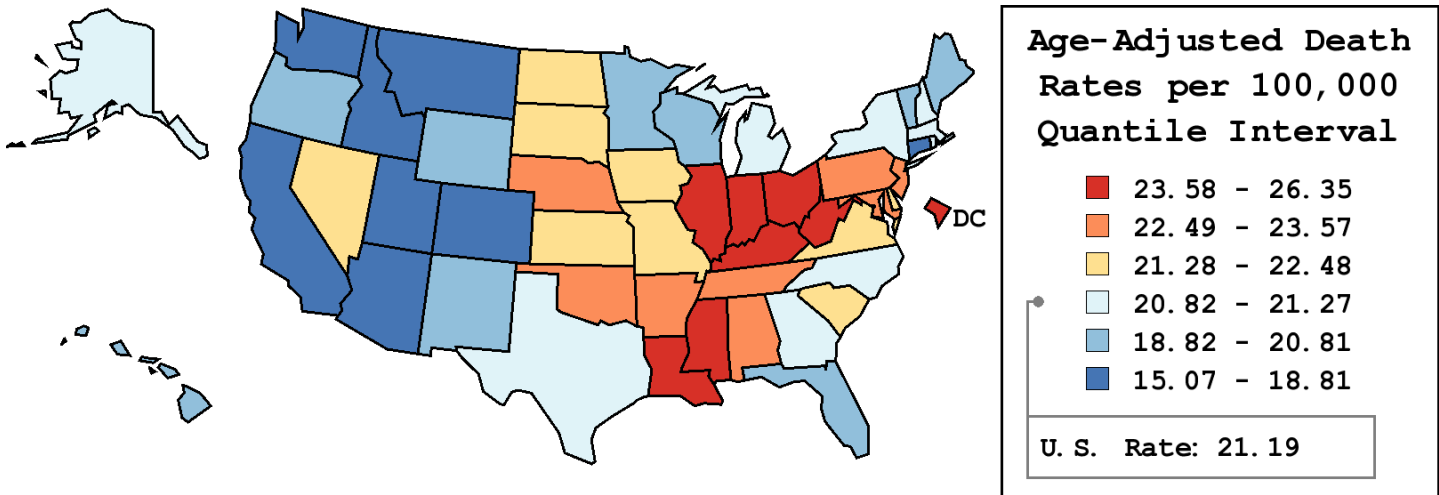 Age-Adjusted Death
Rates per 100,000
Quantile Interval
23.58 - 26.35
22.49 - 23.57
21.28 - 22.48
20.82 - 21.27
18.82 - 20.81
15.07 - 18.81
U.S. Rate: 21.19
DC